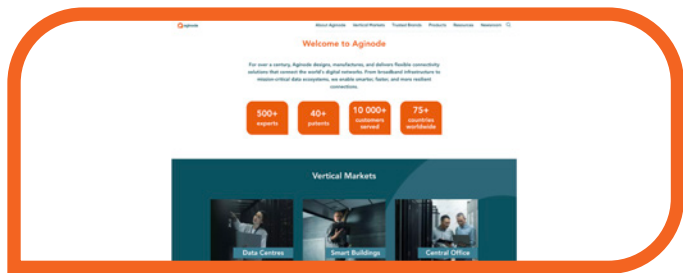 aginode
About Aginode Vertical Markets Trusted Brands Products Resources Newsroom
Welcome to Aginode
For over a century, Aginode designs, manufactures, and delivers flexible connectivity
solutions that connect the world's digital networks. From broadband infrastructure to
mission-critical data ecosystems, we enable smarter, faster, and more resilient
connections.
500+
experts
40+
patents
10 000+
customers
served
75+
countries
worldwide
Vertical Markets
Data Centres
Smart Buildings
Central Office